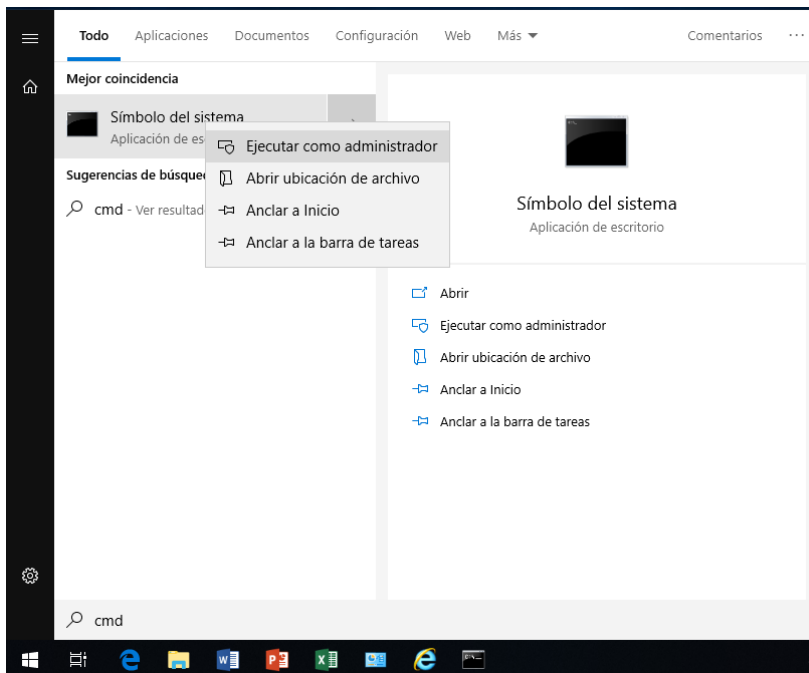 Todo Aplicaciones Documentos Configuración Web Más Comentarios ...
Mejor coincidencia
Símbolo del sistema
Aplicación de es
Sugerencias de búsque
cmd - Ver resultad
Ejecutar como administrador
Abrir ubicación de archivo
Anclar a Inicio
Anclar a la barra de tareas
Símbolo del sistema
Aplicación de escritorio
Abrir
Ejecutar como administrador
Abrir ubicación de archivo
Anclar a Inicio
Anclar a la barra de tareas
cmd